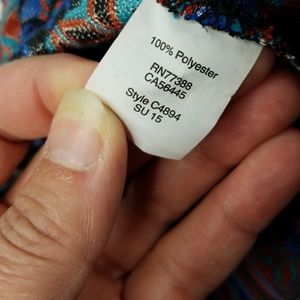 100% Polyester
RN77388
CA56445
Style C4894
SU 15